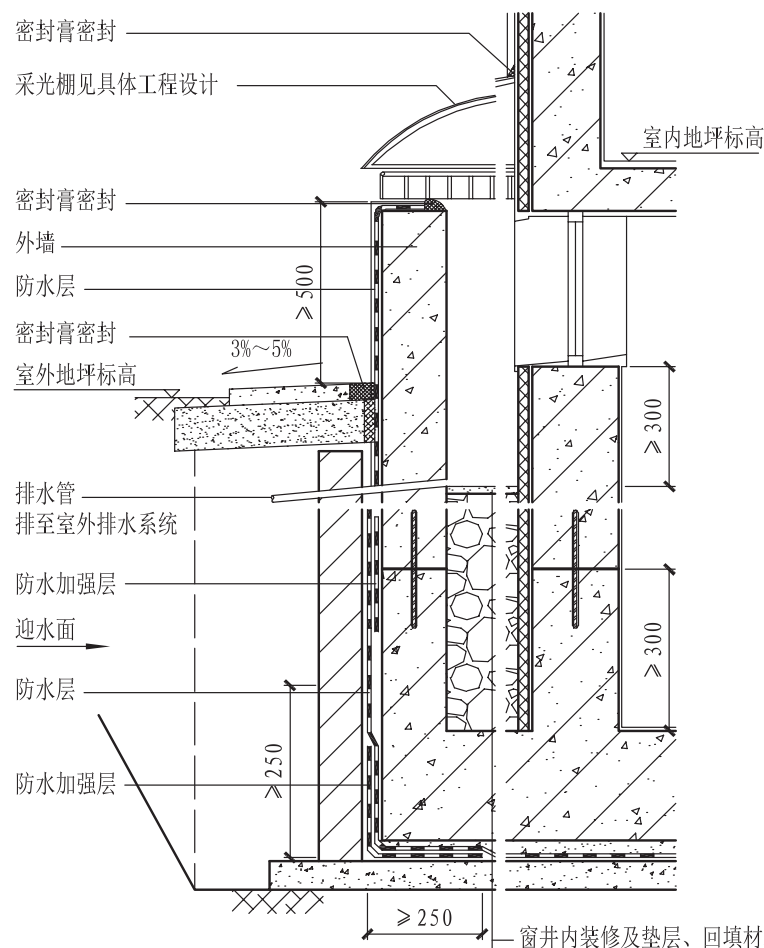 密封膏密封
采光棚见具体工程设计
室内地坪标高
密封膏密封
外墙
≥500
防水层
密封膏密封
3%～5%
室外地坪标高
≥300
排水管
排至室外排水系统
防水加强层
迎水面
≥300
防水层
≥250
防水加强层
≥250
窗井内装修及垫层、回填材